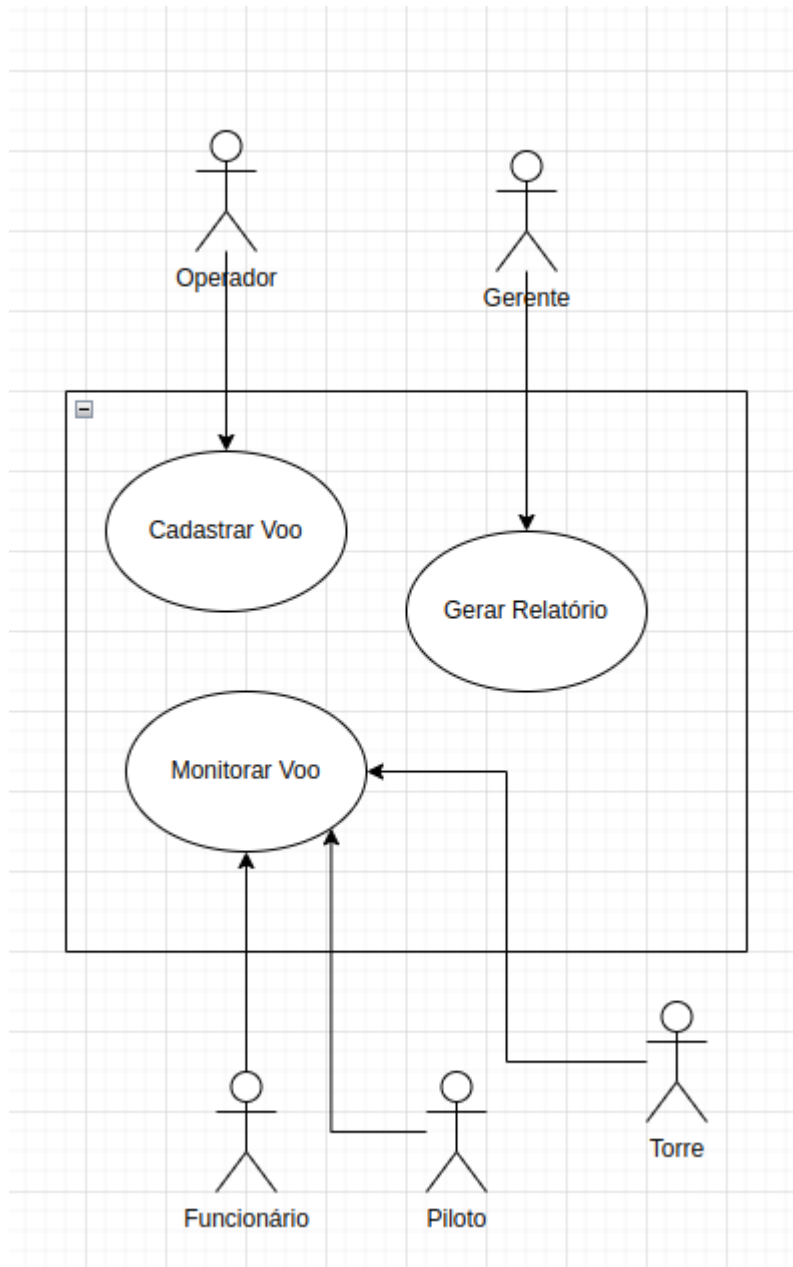 Operador
Gerente
Cadastrar Voo
Gerar Relatório
Monitorar Voo
Torre
Funcionário
Piloto